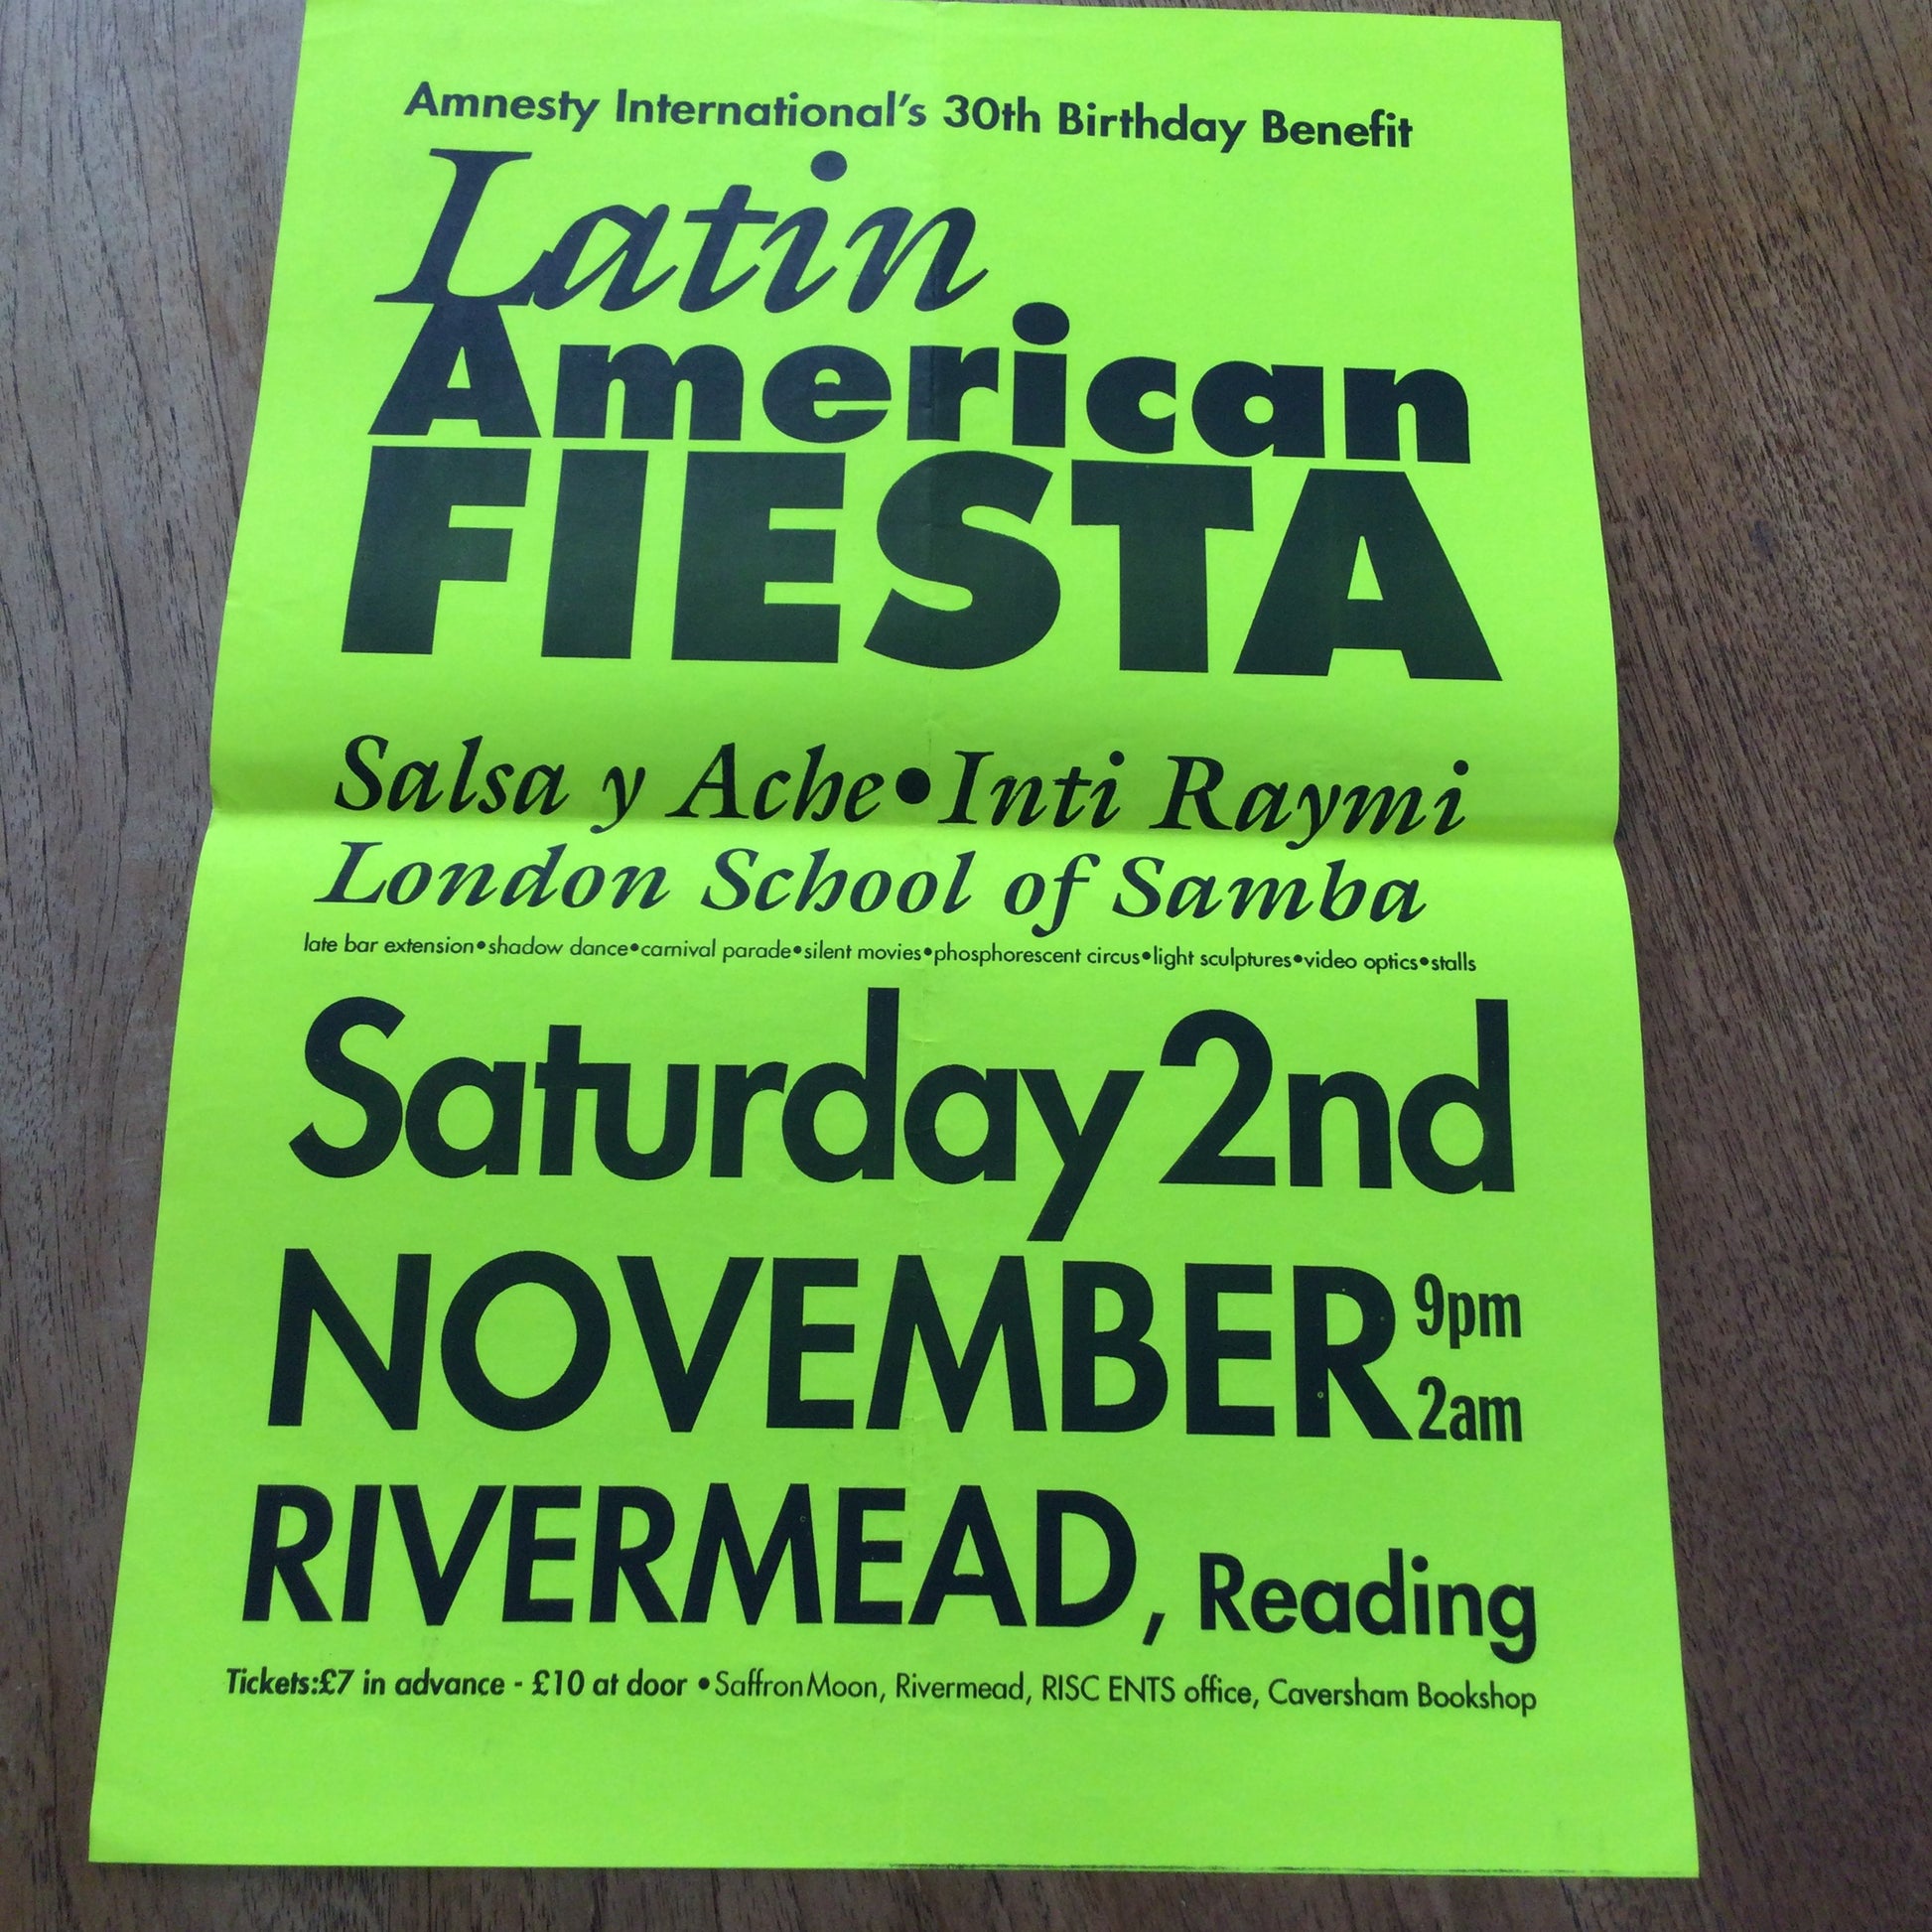 Amnesty International's 30th Birthday Benefit
Latin
American
FIESTA
Salsa y Ache•Inti Raymi
London School of Samba
late bar extension•shadow dance•carnival parade•silent movies•phosphorescent circus•light sculptures•video optics•stalls
Saturday 2nd
NOVEMBER 9pm
2am
RIVERMEAD, Reading
Tickets:£7 in advance - £10 at door •Saffron Moon, Rivermead, RISC ENTS office, Caversham Bookshop